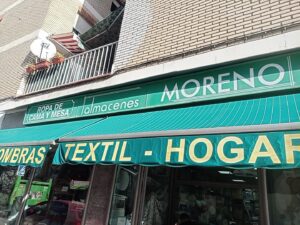 ROPA DE
CAMA Y MESA
almacenes
MORENO
OMBRAS TEXTIL - HOGAR